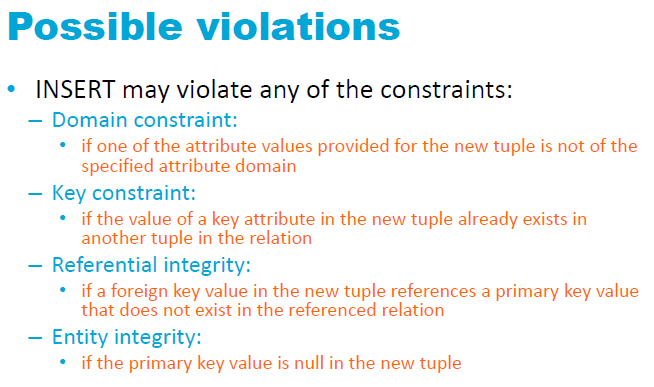 Possible violations
• INSERT may violate any of the constraints:
– Domain constraint:
• if one of the attribute values provided for the new tuple is not of the
specified attribute domain
– Key constraint:
• if the value of a key attribute in the new tuple already exists in
another tuple in the relation
– Referential integrity:
• if a foreign key value in the new tuple references a primary key value
that does not exist in the referenced relation
– Entity integrity:
• if the primary key value is null in the new tuple